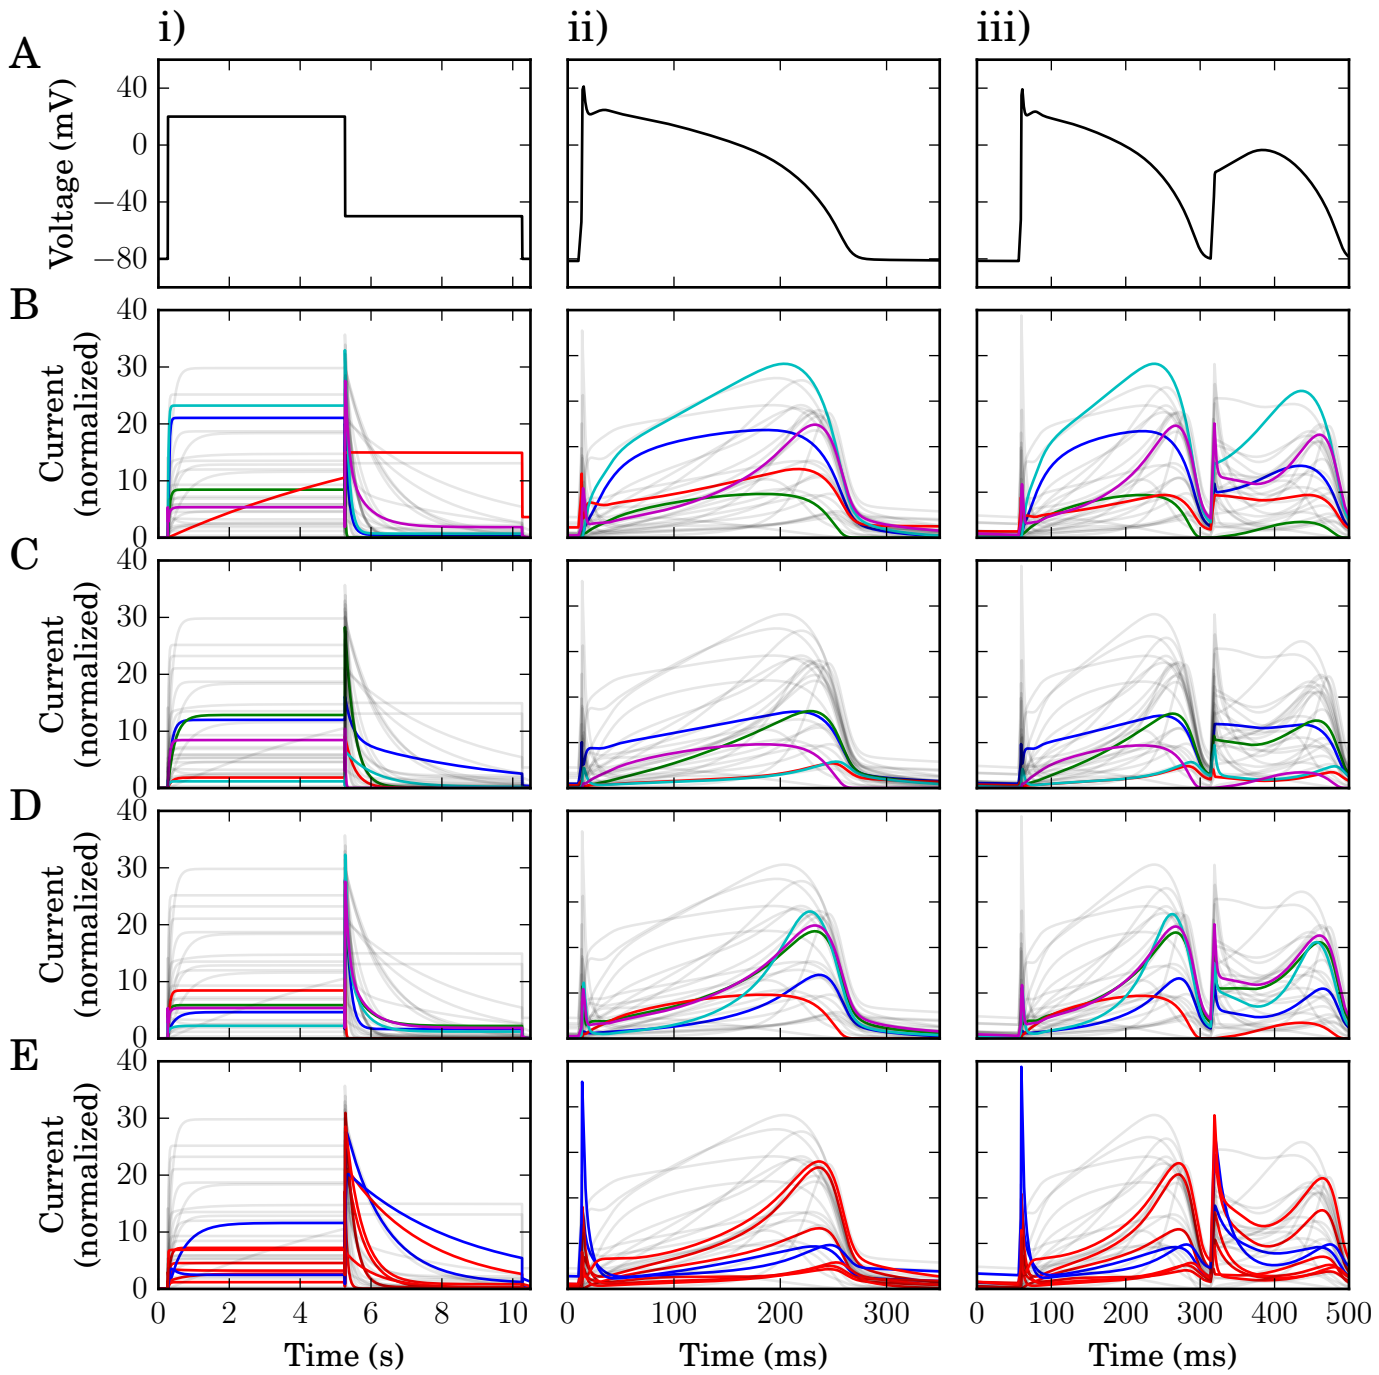 i) ii) iii)
A
Voltage (mV)
40
0
−40
−80
B
Current
(normalized)
40
30
20
10
0
C
Current
(normalized)
40
30
20
10
0
D
Current
(normalized)
40
30
20
10
0
E
Current
(normalized)
40
30
20
10
0
0 2 4 6 8 10
0 100 200 300
0 100 200 300 400 500
Time (s) Time (ms) Time (ms)